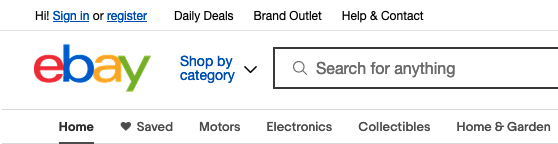 Hi! Sign in or register Daily Deals Brand Outlet Help & Contact
ebay Shop by category Search for anything
Home Saved Motors Electronics Collectibles Home & Garden